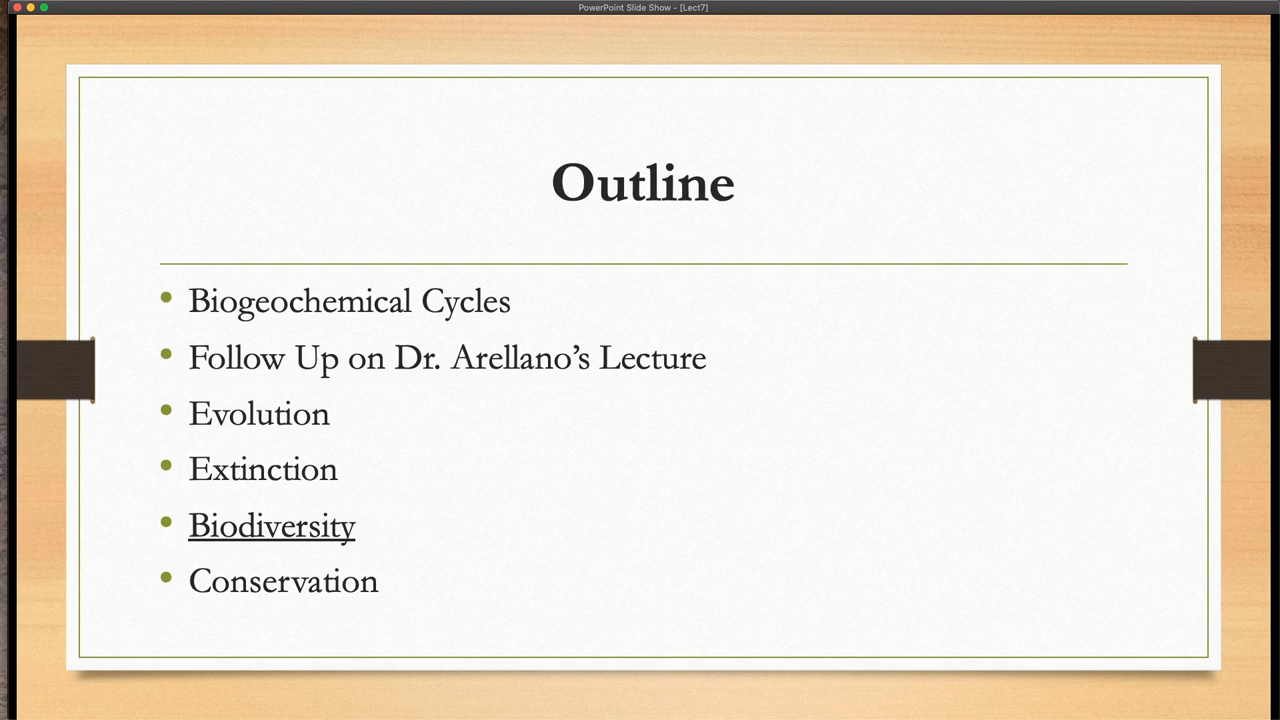 PowerPoint Slide Show - [Lect7]
Outline
• Biogeochemical Cycles
• Follow Up on Dr. Arellano’s Lecture
• Evolution
• Extinction
• Biodiversity
• Conservation